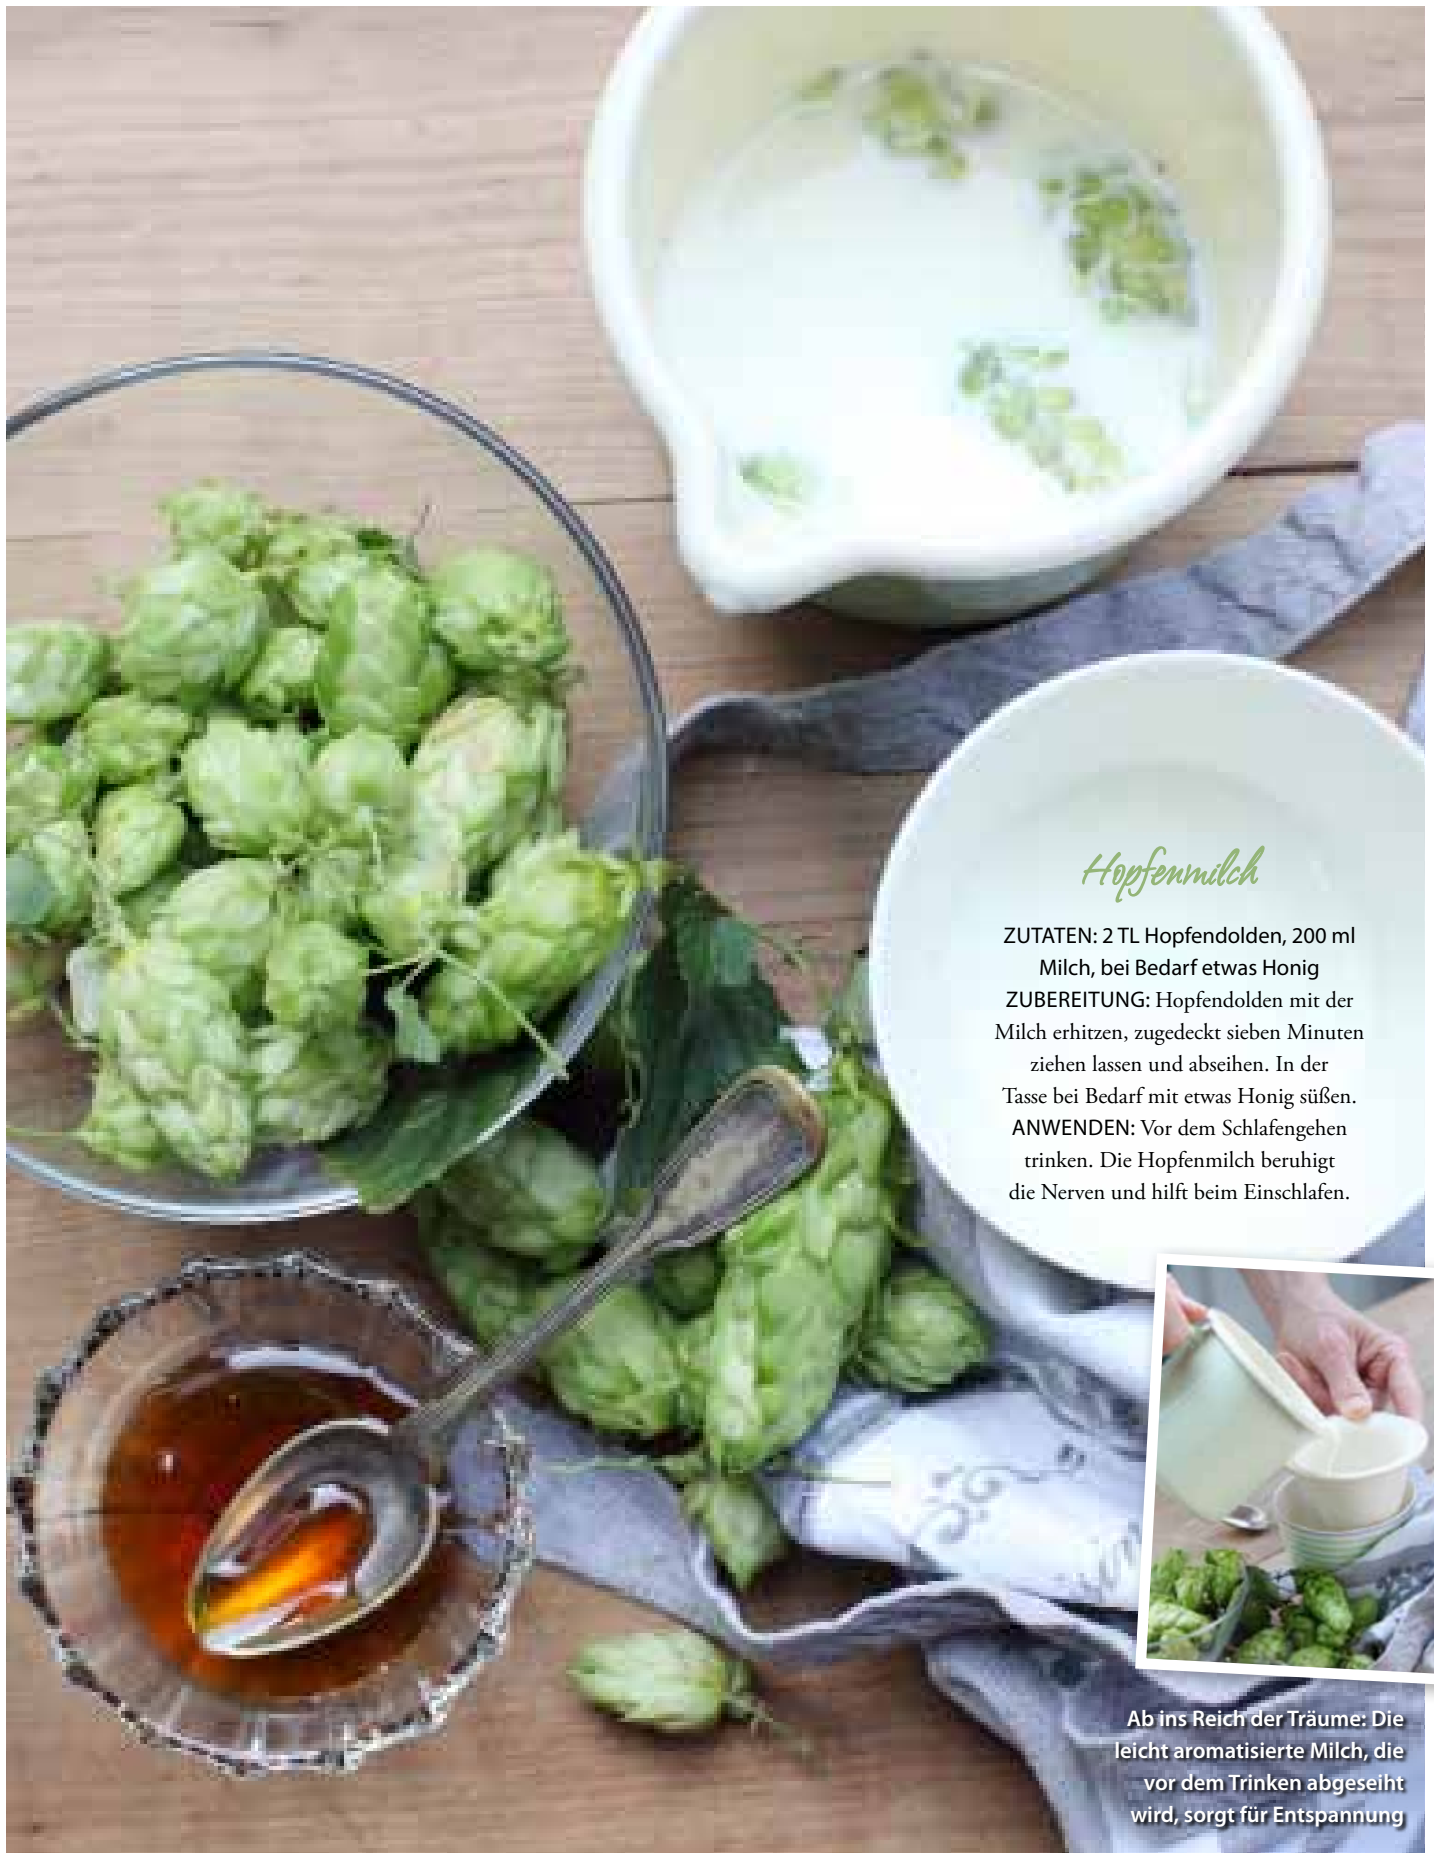 Hopfenmilch
ZUTATEN: 2 TL Hopfendolden, 200 ml
Milch, bei Bedarf etwas Honig
ZUBEREITUNG: Hopfendolden mit der
Milch erhitzen, zugedeckt sieben Minuten
ziehen lassen und abseihen. In der
Tasse bei Bedarf mit etwas Honig süßen.
ANWENDEN: Vor dem Schlafengehen
trinken. Die Hopfenmilch beruhigt
die Nerven und hilft beim Einschlafen.
Ab ins Reich der Träume: Die
leicht aromatisierte Milch, die
vor dem Trinken abgeseiht
wird, sorgt für Entspannung